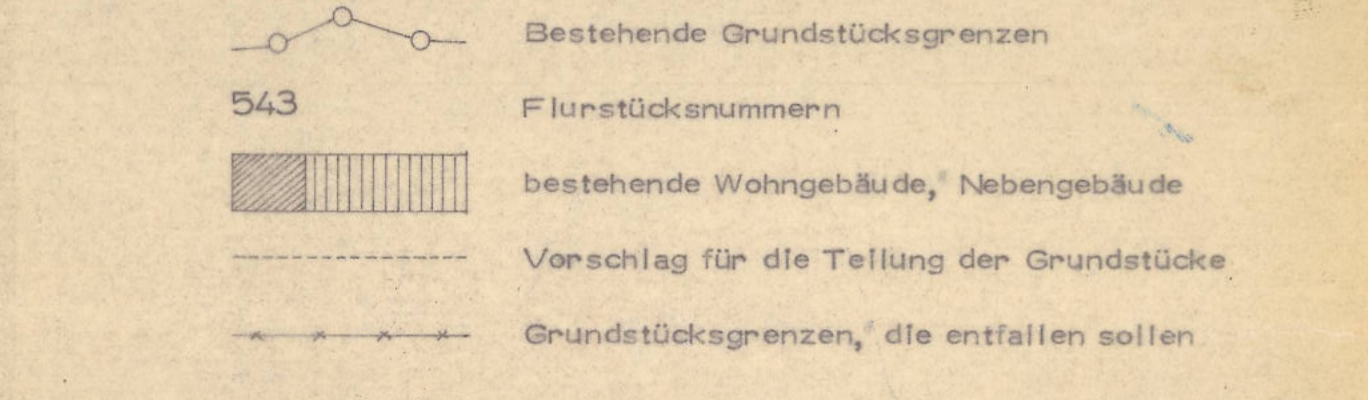 Bestehende Grundstücksgrenzen
543 Flurstücksnummern
bestehende Wohngebäude, Nebengebäude
Vorschlag für die Teilung der Grundstücke
Grundstücksgrenzen, die entfallen sollen